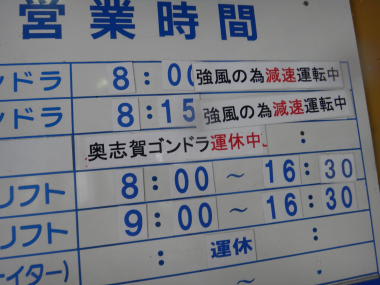 営業時間
ンドラ 8:00 強風の為減速運転中
ンドラ 8:15 強風の為減速運転中
奥志賀ゴンドラ運休中 :
リフト 8:00 ~ 16:30
リフト 9:00 ~ 16:30
: 運休 :
イター) ~